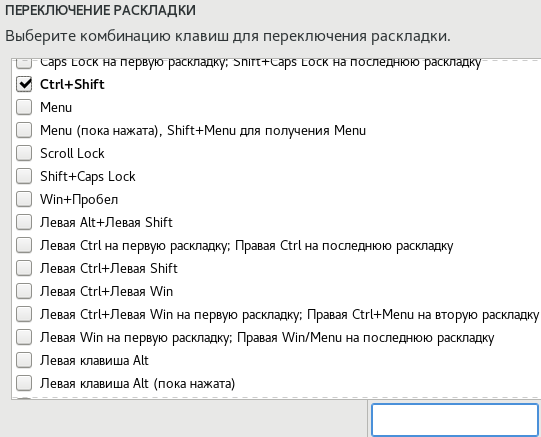 ПЕРЕКЛЮЧЕНИЕ РАСКЛАДКИ
Выберите комбинацию клавиш для переключения раскладки.
Caps Lock на первую раскладку; Shift+Caps Lock на последнюю раскладку
Ctrl+Shift
Menu
Menu (пока нажата), Shift+Menu для получения Menu
Scroll Lock
Shift+Caps Lock
Win+Пробел
Левая Alt+Левая Shift
Левая Ctrl на первую раскладку; Правая Ctrl на последнюю раскладку
Левая Ctrl+Левая Shift
Левая Ctrl+Левая Win
Левая Ctrl+Левая Win на первую раскладку; Правая Ctrl+Menu на вторую раскладку
Левая Win на первую раскладку; Правая Win/Menu на последнюю раскладку
Левая клавиша Alt
Левая клавиша Alt (пока нажата)